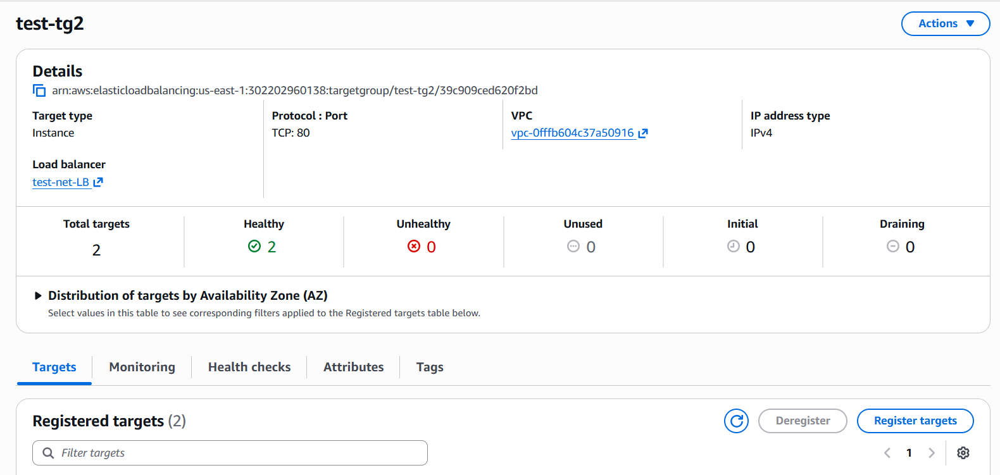 test-tg2
Actions
Details
arn:aws:elasticloadbalancing:us-east-1:302202960138:targetgroup/test-tg2/39c909ced620f2bd
Target type
Instance
Protocol : Port
TCP: 80
VPC
vpc-0fffb604c37a50916
IP address type
IPv4
Load balancer
test-net-LB
Total targets
2
Healthy
2
Unhealthy
0
Unused
0
Initial
0
Draining
0
Distribution of targets by Availability Zone (AZ)
Select values in this table to see corresponding filters applied to the Registered targets table below.
Targets
Monitoring
Health checks
Attributes
Tags
Registered targets (2)
Deregister
Register targets
Filter targets
1